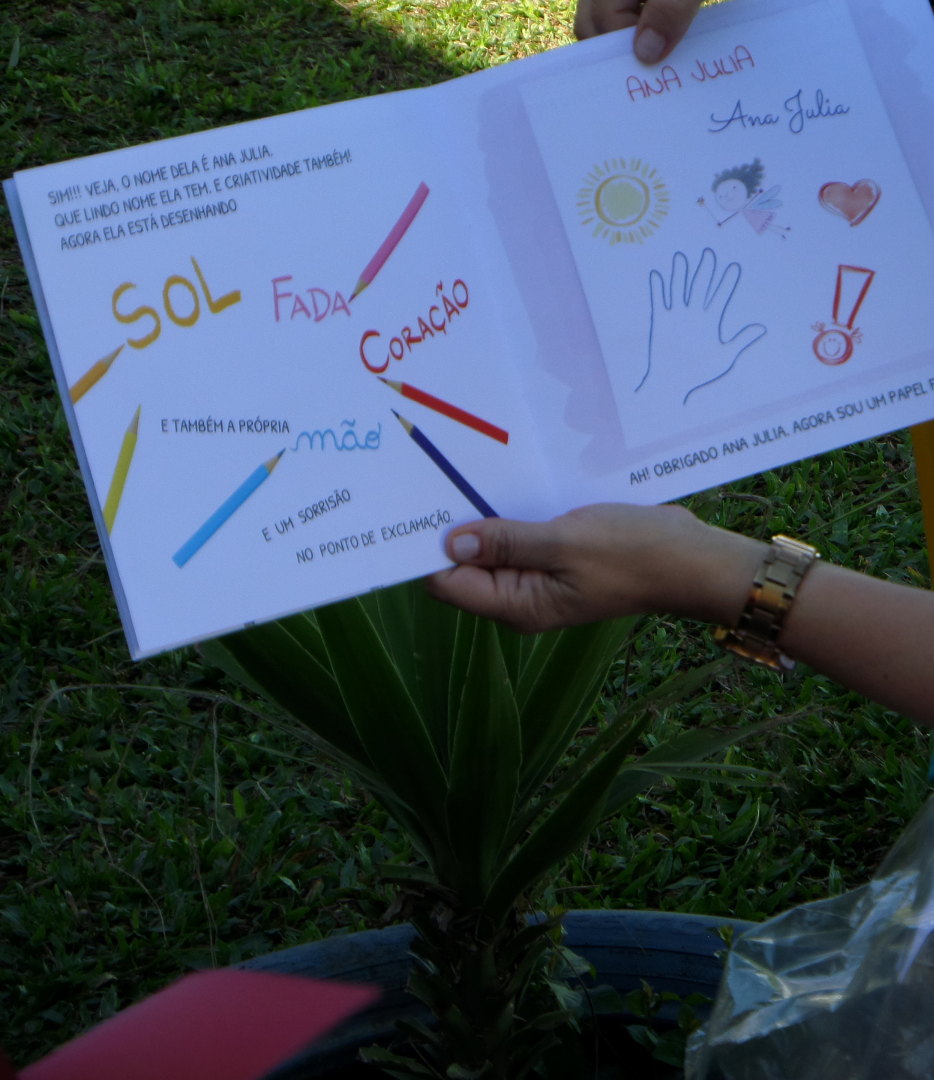 SIM!!! VEJA, O NOME DELA É ANA JULIA.
QUE LINDO NOME ELA TEM. E CRIATIVIDADE TAMBÉM!
AGORA ELA ESTÁ DESENHANDO
SOL
FADA
CORAÇÃO
E TAMBÉM A PRÓPRIA
mão
E UM SORRISÃO
NO PONTO DE EXCLAMAÇÃO.
ANA JULIA
Ana Julia
!
AH! OBRIGADO ANA JULIA. AGORA SOU UM PAPEL